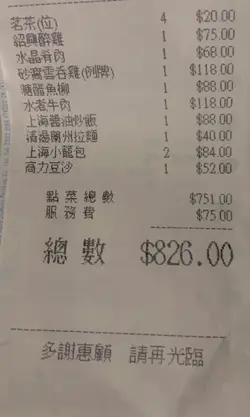 茗茶(位) 4 $20.00
紹興醉雞 1 $75.00
水晶肴肉 1 $68.00
砂窩雲吞雞(例牌) 1 $118.00
糖醋魚柳 1 $88.00
水煮牛肉 1 $118.00
上海醬油炒飯 1 $88.00
清湯蘭州拉麵 1 $40.00
上海小籠包 2 $84.00
高力豆沙 1 $52.00
點菜總數 $751.00
服務費 $75.00
總數 $826.00
多謝惠顧 請再光臨